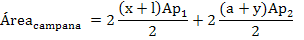 Área_campana = 2 (x + l)Ap_1 / 2 + 2 (a + y)Ap_2 / 2